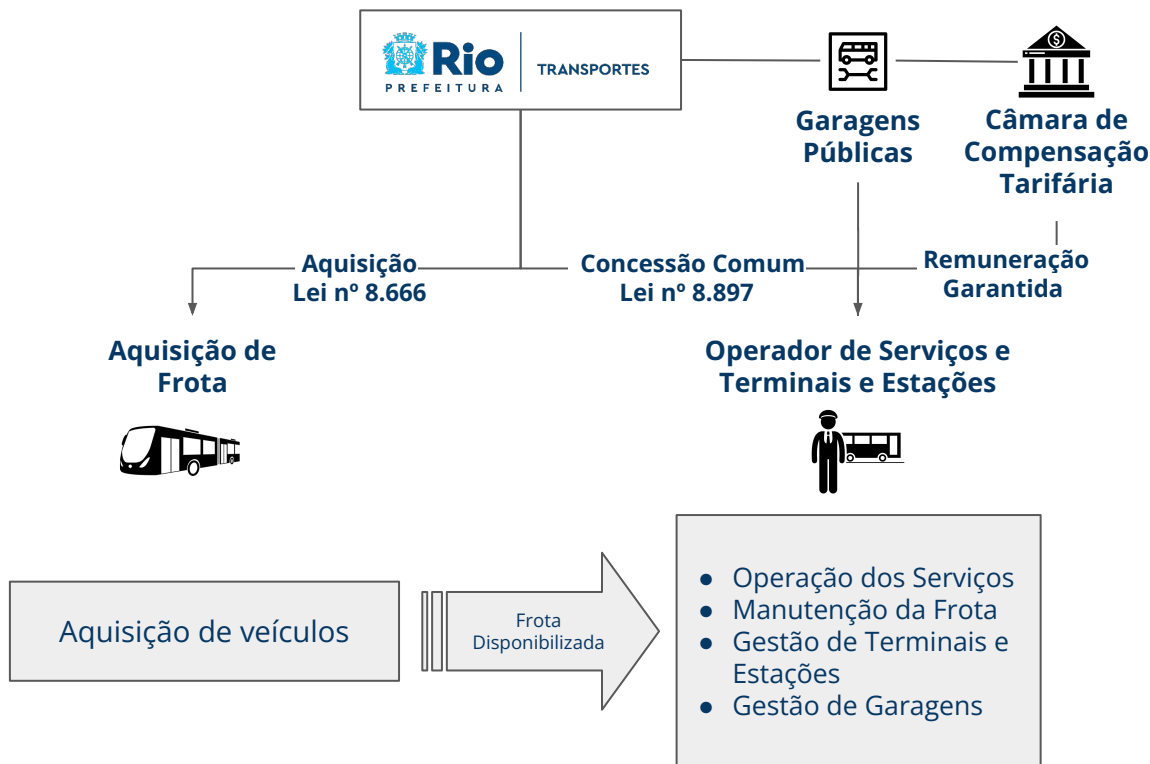 Rio
PREFEITURA
TRANSPORTES
Garagens
Públicas
Câmara de
Compensação
Tarifária
Aquisição
Lei nº 8.666
Concessão Comum
Lei nº 8.897
Remuneração
Garantida
Aquisição de
Frota
Operador de Serviços e
Terminais e Estações
Aquisição de veículos
Frota
Disponibilizada
● Operação dos Serviços
● Manutenção da Frota
● Gestão de Terminais e
Estações
● Gestão de Garagens